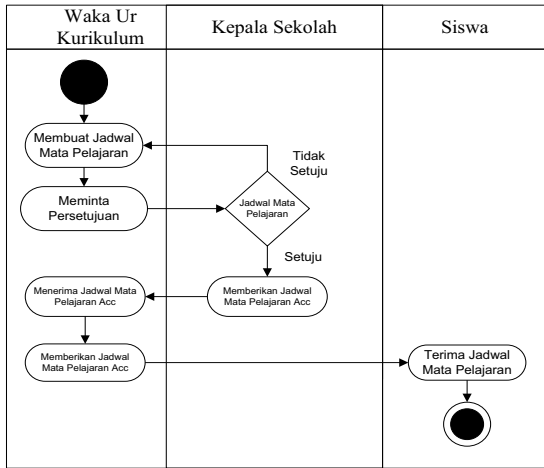 Waka Ur
Kurikulum
Kepala Sekolah
Siswa
Membuat Jadwal
Mata Pelajaran
Tidak
Setuju
Meminta
Persetujuan
Jadwal Mata
Pelajaran
Setuju
Menerima Jadwal Mata
Pelajaran Acc
Memberikan Jadwal
Mata Pelajaran Acc
Memberikan Jadwal
Mata Pelajaran Acc
Terima Jadwal
Mata Pelajaran